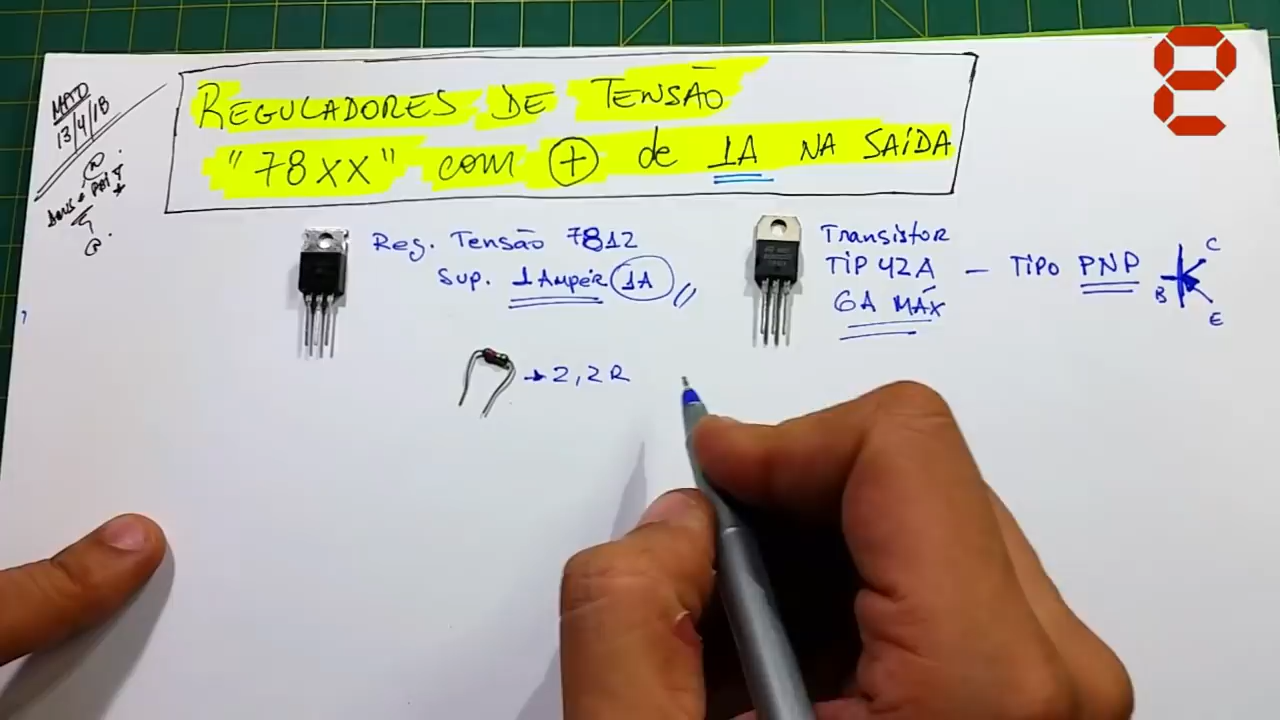 MAD
13/4/18
REGULADORES DE TENSÃO
"78XX" com + de 1A NA SAÍDA
Reg. Tensão 7812
Sup. 1 Ampér 1A
Transistor
TIP 42A - TIPO PNP
6A MÁX
C
B
E
2,2R
e